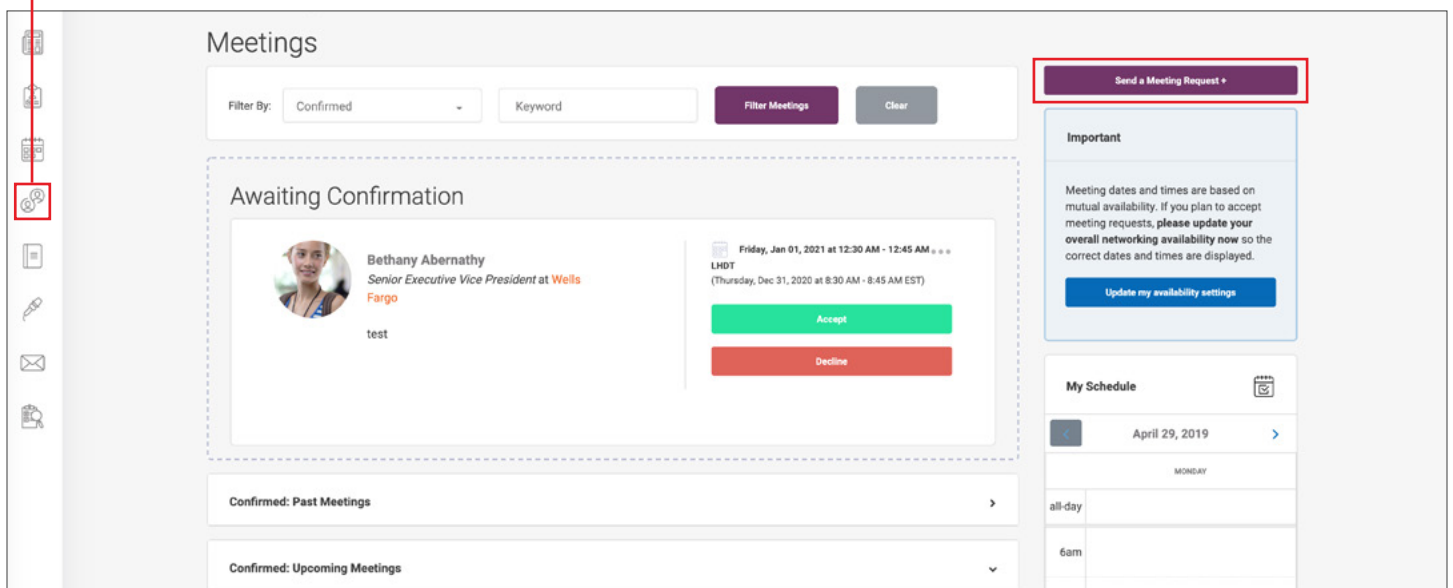 Meetings
Filter By:
Confirmed
Keyword
Filter Meetings
Clear
Awaiting Confirmation
Bethany Abernathy
Senior Executive Vice President at Wells
Fargo
test
Friday, Jan 01, 2021 at 12:30 AM - 12:45 AM
LHDT
(Thursday, Dec 31, 2020 at 8:30 AM - 8:45 AM EST)
Accept
Decline
Confirmed: Past Meetings
Confirmed: Upcoming Meetings
Send a Meeting Request +
Important
Meeting dates and times are based on
mutual availability. If you plan to accept
meeting requests, please update your
overall networking availability now so the
correct dates and times are displayed.
Update my availability settings
My Schedule
April 29, 2019
MONDAY
all-day
6am